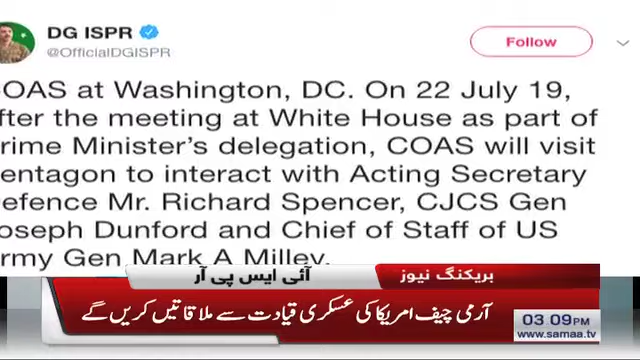 DG ISPR
@OfficialDGISPR
Follow
COAS at Washington, DC. On 22 July 19,
fter the meeting at White House as part of
rime Minister's delegation, COAS will visit
entagon to interact with Acting Secretary
efence Mr. Richard Spencer, CJCS Gen
oseph Dunford and Chief of Staff of US
rmy Gen Mark A Milley.
بریکنگ نیوز
آئی ایس پی آر
آرمی چیف امریکا کی عسکری قیادت سے ملاقاتیں کریں گے
03:09PM
www.samaa.tv